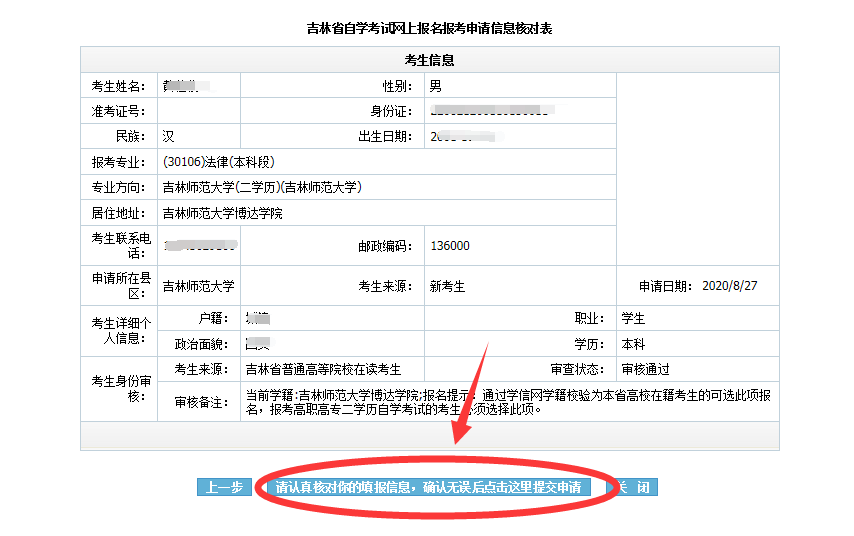 吉林省自学考试网上报名报考申请信息核对表
考生信息
考生姓名：
性别： 男
准考证号： 身份证：
民族： 汉 出生日期：
报考专业： (30106)法律(本科段)
专业方向： 吉林师范大学(二学历)(吉林师范大学)
居住地址： 吉林师范大学博达学院
考生联系电
话： 邮政编码： 136000
申请所在县
区： 吉林师范大学 考生来源： 新考生 申请日期： 2020/8/27
考生详细个
人信息：
户籍： 职业： 学生
政治面貌： 学历： 本科
考生身份审
核：
考生来源： 吉林省普通高等院校在读考生 审查状态： 审核通过
审核备注：
当前学籍:吉林师范大学博达学院;报名提示：通过学信网学籍校验为本省高校在籍考生的可选此项报
名，报考高职高专二学历自学考试的考生必须选择此项。
上一步 请认真核对你的填报信息，确认无误后点击这里提交申请 关 闭